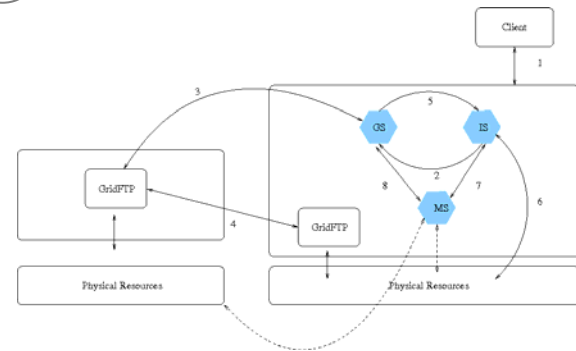 Client
1
3
5
GS
IS
2
GridFTP
8
7
MS
6
4
GridFTP
Physical Resources
Physical Resources